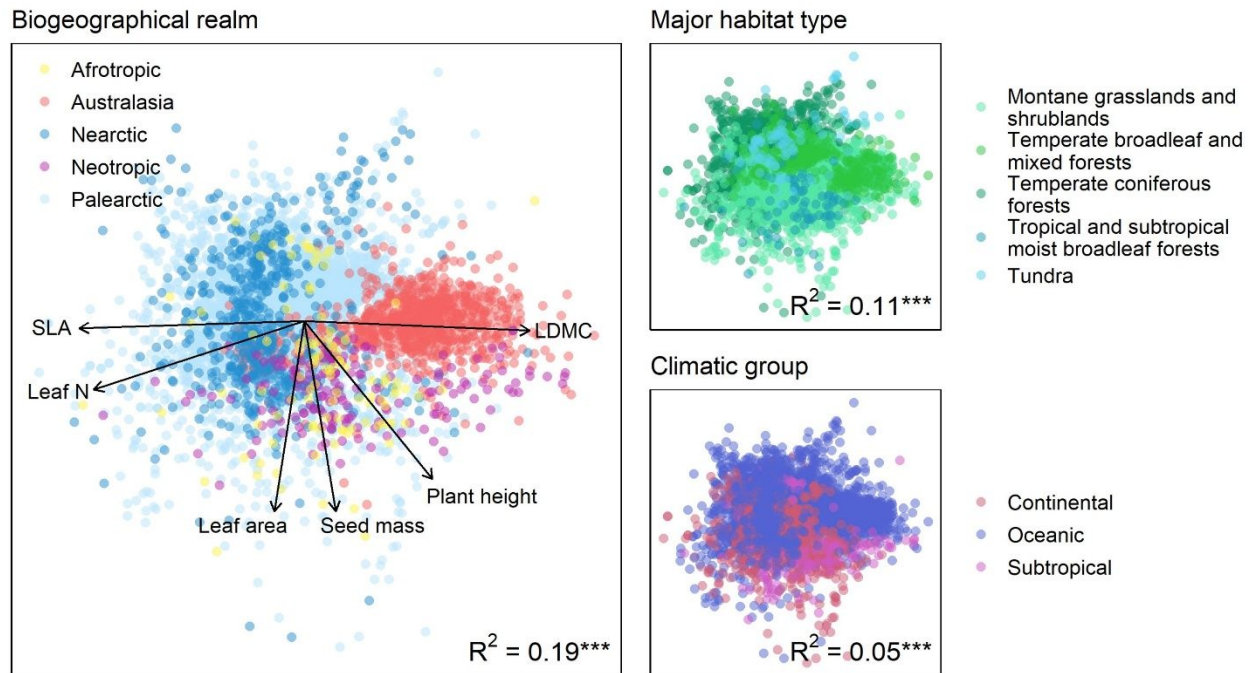 Biogeographical realm
Afrotropic
Australasia
Nearctic
Neotropic
Palearctic
SLA
LDMC
Leaf N
Plant height
Leaf area
Seed mass
R² = 0.19***
Major habitat type
R² = 0.11***
Montane grasslands and
shrublands
Temperate broadleaf and
mixed forests
Temperate coniferous
forests
Tropical and subtropical
moist broadleaf forests
Tundra
Climatic group
R² = 0.05***
Continental
Oceanic
Subtropical